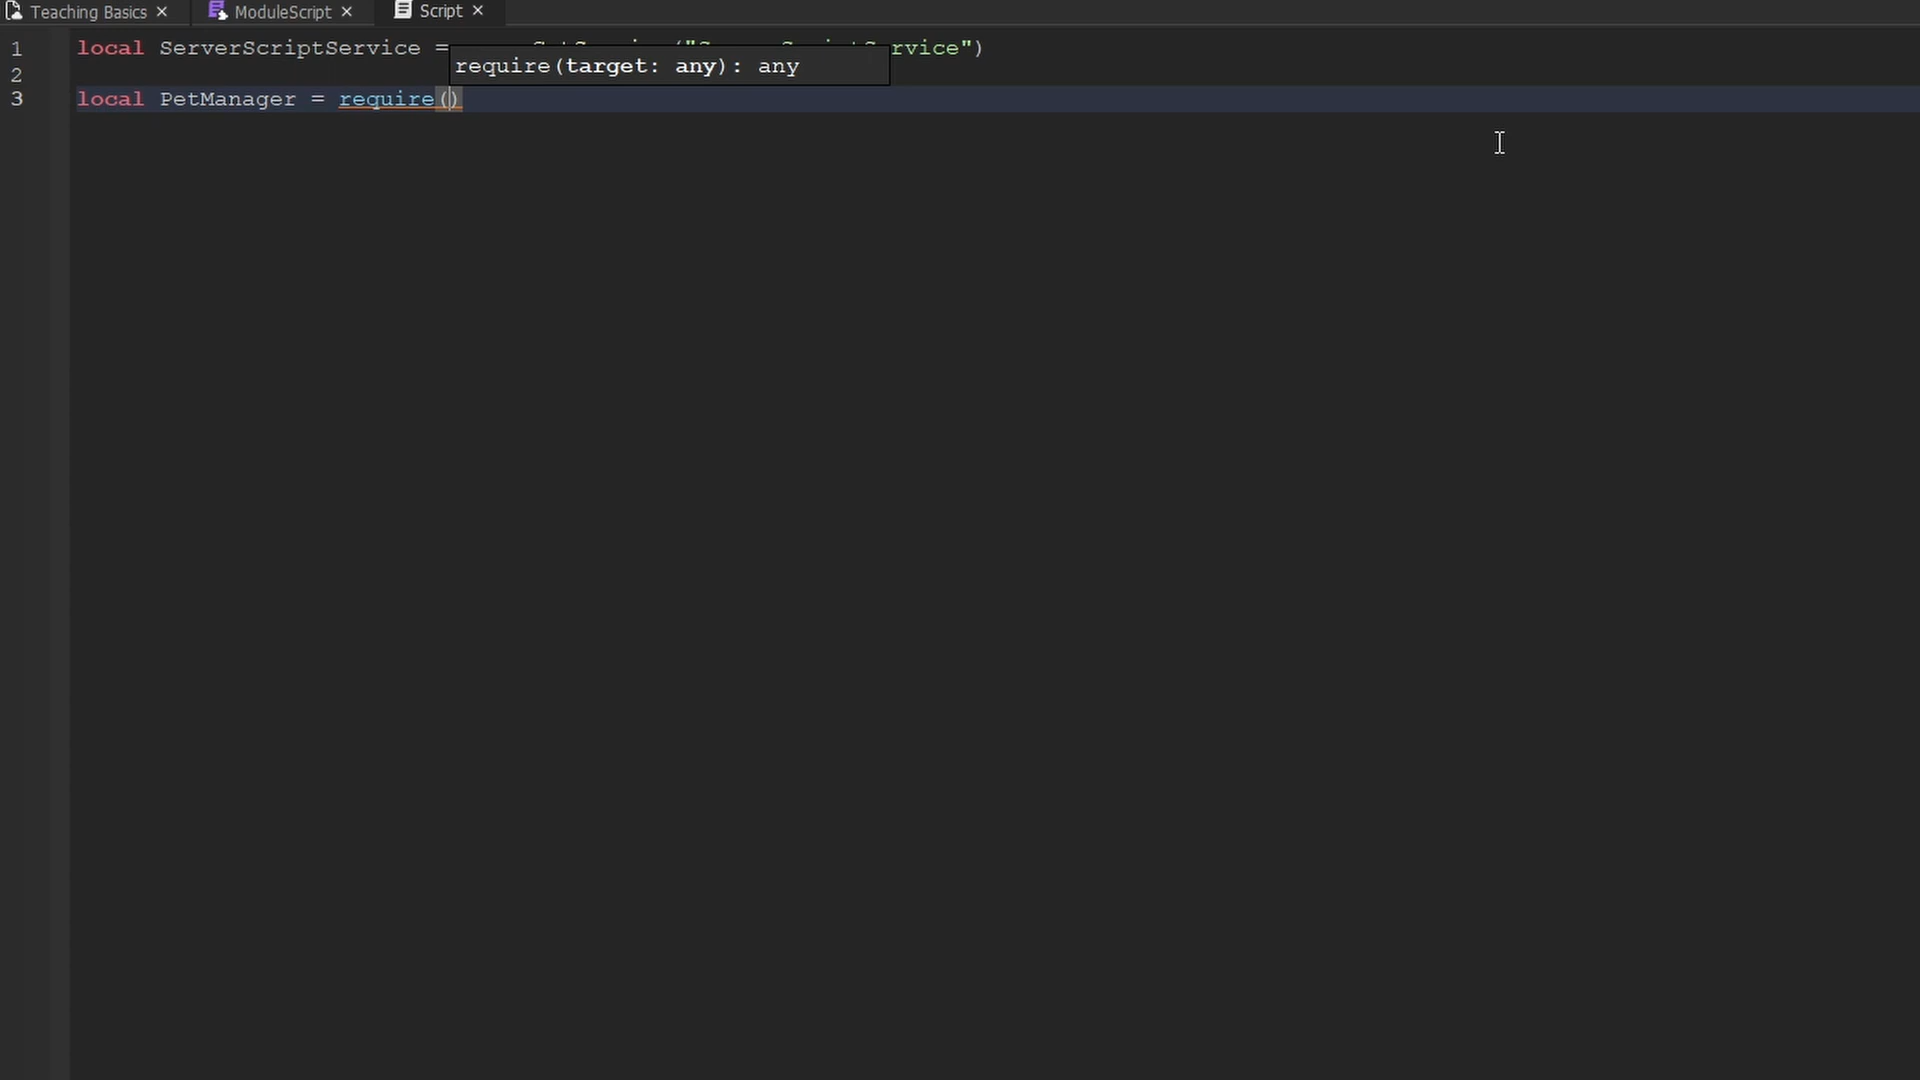 Teaching Basics × ModuleScript × Script ×
1 local ServerScriptService = rvice")
require(target: any): any
2
3 local PetManager = require()